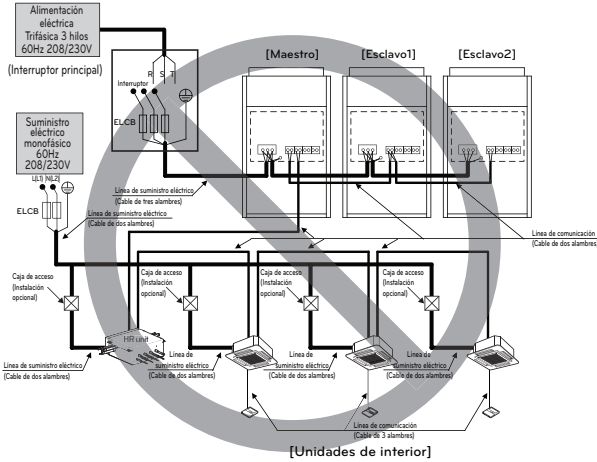 Alimentación
eléctrica
Trifásica 3 hilos
60Hz 208/230V
(Interruptor principal)
R S T
Interruptor
ELCB
[Maestro]
[Esclavo1]
[Esclavo2]
Suministro
eléctrico
monofásico
60Hz
208/230V
L(L1) N(L2)
ELCB
Línea de suministro eléctrico
(Cable de tres alambres)
Línea de suministro eléctrico
(Cable de dos alambres)
Línea de comunicación
(Cable de dos alambres)
Caja de acceso
(Instalación
opcional)
Caja de acceso
(Instalación
opcional)
Caja de acceso
(Instalación
opcional)
Caja de acceso
(Instalación
opcional)
HR unit
Línea de suministro eléctrico
(Cable de dos alambres)
Línea de
suministro eléctrico
(Cable de dos alambres)
Línea de
suministro eléctrico
(Cable de dos alambres)
Línea de
suministro eléctrico
(Cable de dos alambres)
Línea de comunicación
(Cable de 3 alambres)
[Unidades de interior]